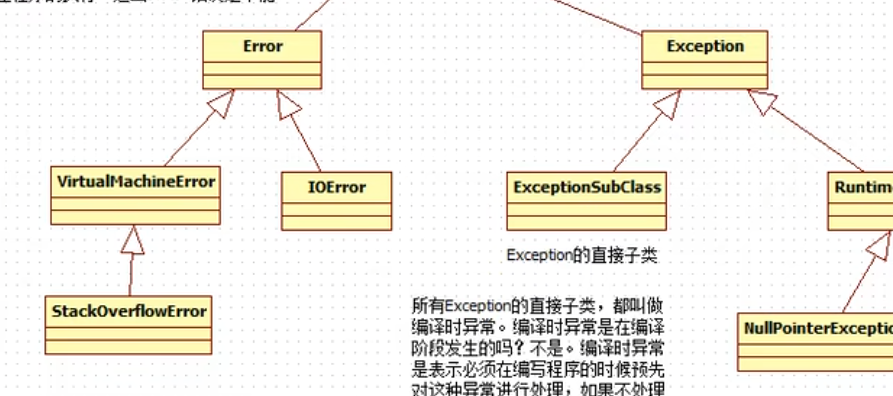 Error
Exception
VirtualMachineError
IOError
ExceptionSubClass
Runtim
Exception的直接子类
StackOverflowError
NullPointerExceptio
所有Exception的直接子类，都叫做
编译时异常。编译时异常是在编译
阶段发生的吗？不是。编译时异常
是表示必须在编写程序的时候预先
对这种异常进行处理，如果不处理